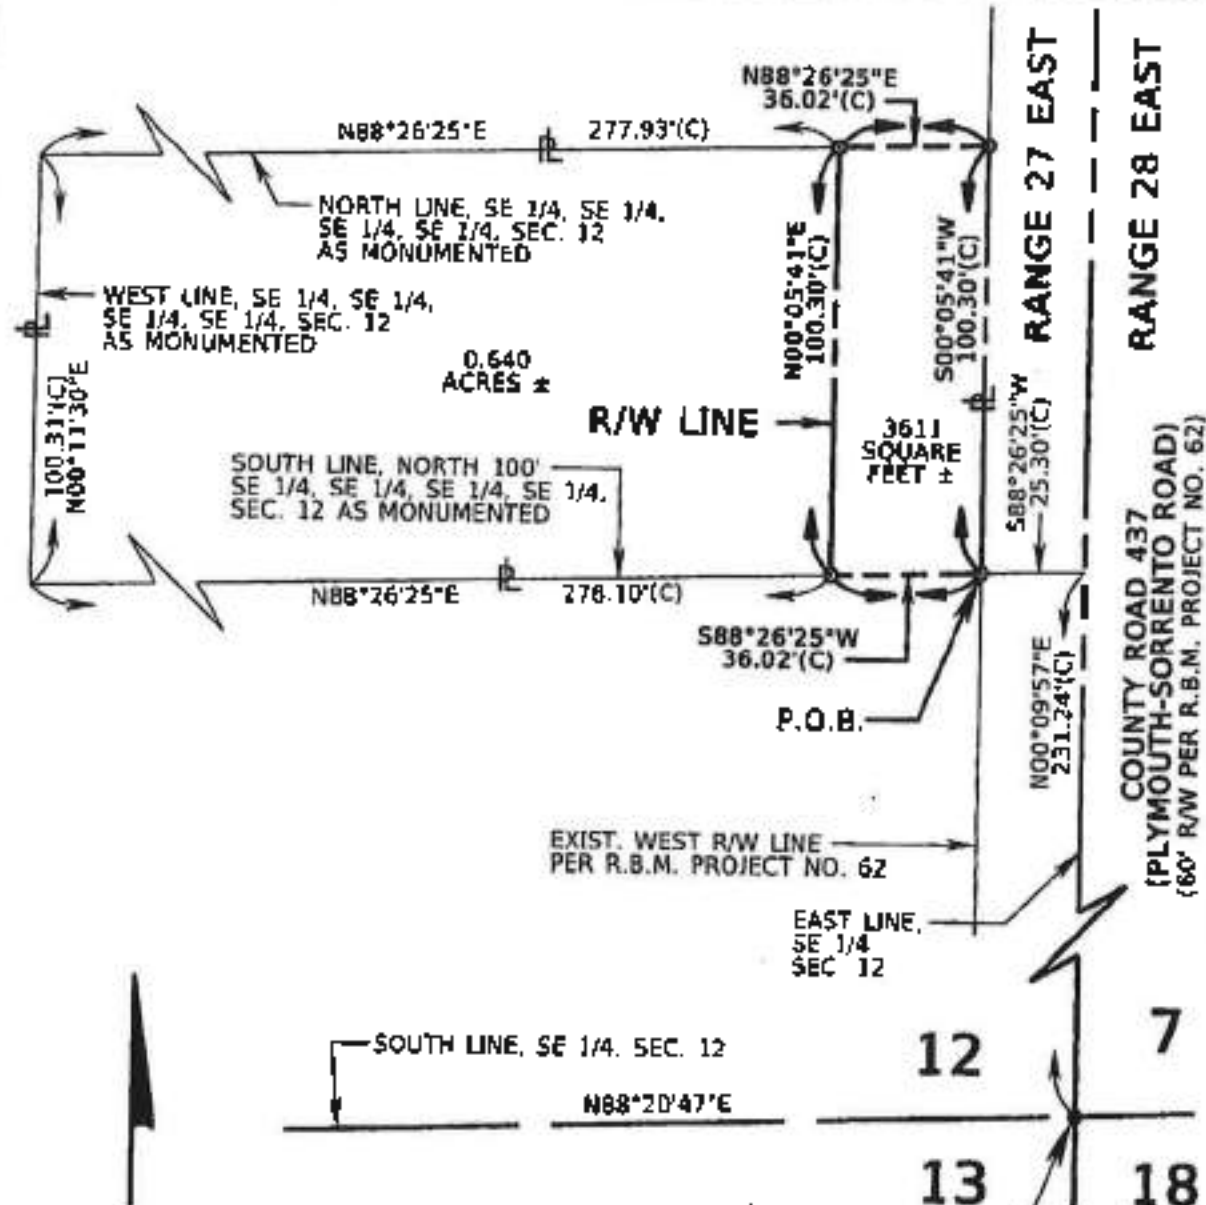 N88°26'25"E
36.02'(C)
RANGE 27 EAST
RANGE 28 EAST
N88°26'25"E
277.93'(C)
NORTH LINE, SE 1/4, SE 1/4,
SE 1/4, SE 1/4, SEC. 12
AS MONUMENTED
WEST LINE, SE 1/4, SE 1/4,
SE 1/4, SE 1/4, SEC. 12
AS MONUMENTED
N00°05'41"E
100.30'(C)
S00°05'41"W
100.30'(C)
0.640
ACRES ±
R/W LINE
3611
SQUARE
FEET ±
S88°26'25"W
25.30'(C)
100.31'(C)
N00°11'30"E
SOUTH LINE, NORTH 100'
SE 1/4, SE 1/4, SE 1/4, SE 1/4,
SEC. 12 AS MONUMENTED
N88°26'25"E
278.10'(C)
S88°26'25"W
36.02'(C)
P.O.B.
N00°09'57"E
231.24'(C)
COUNTY ROAD 437
(PLYMOUTH-SORRENTO ROAD)
(60' R/W PER R.B.M. PROJECT NO. 62)
EXIST. WEST R/W LINE
PER R.B.M. PROJECT NO. 62
EAST LINE,
SE 1/4
SEC 12
SOUTH LINE, SE 1/4. SEC. 12
N88°20'47"E
12
7
13
18